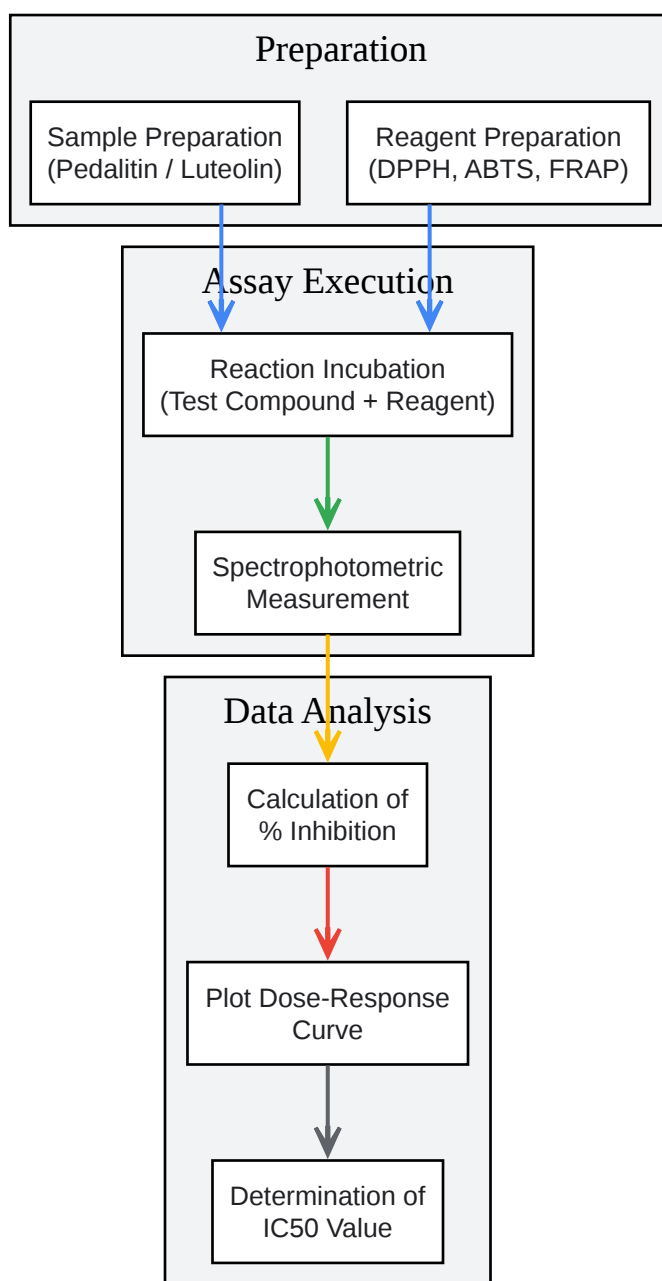 Preparation
Sample Preparation
(Pedalitin / Luteolin)
Reagent Preparation
(DPPH, ABTS, FRAP)
Assay Execution
Reaction Incubation
(Test Compound + Reagent)
Spectrophotometric
Measurement
Data Analysis
Calculation of
% Inhibition
Plot Dose-Response
Curve
Determination of
IC50 Value